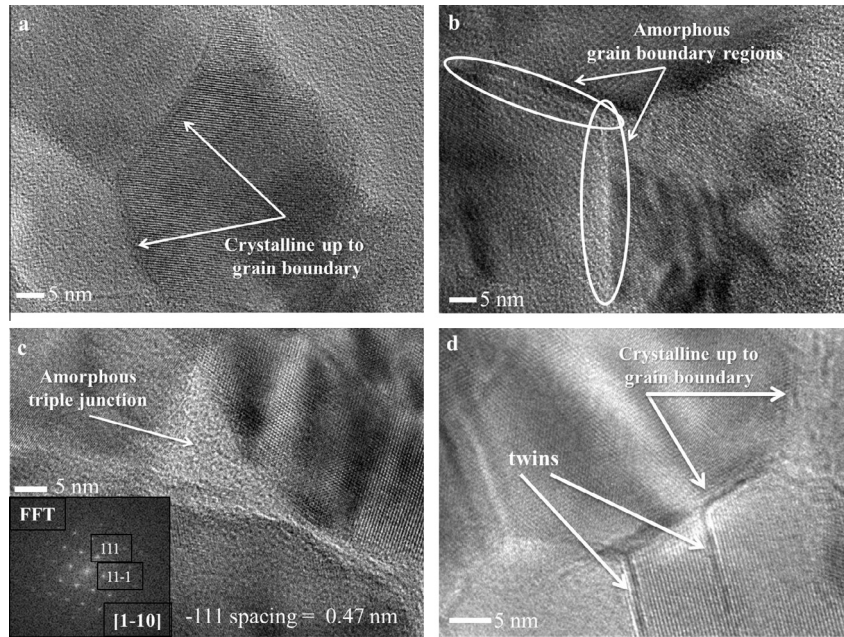 a
Crystalline up to
grain boundary
5 nm
b
Amorphous
grain boundary regions
5 nm
c
Amorphous
triple junction
5 nm
FFT
111
11-1
[1-10]
-111 spacing = 0.47 nm
d
Crystalline up to
grain boundary
twins
5 nm